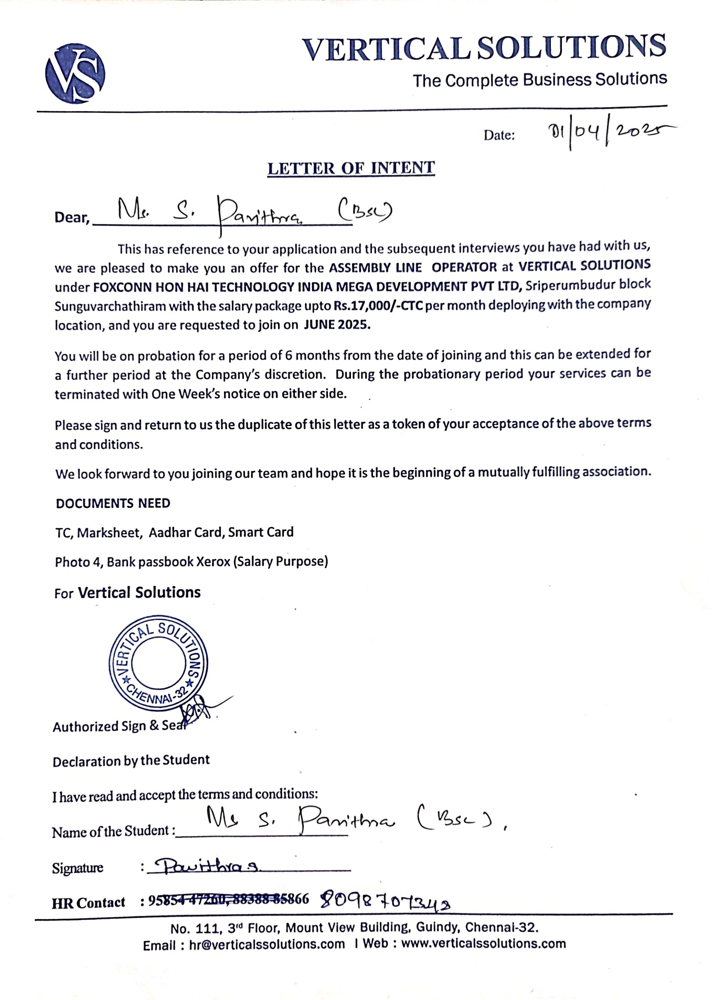 VS
VERTICAL SOLUTIONS
The Complete Business Solutions
Date: 01/04/2025
LETTER OF INTENT
Dear, Ms. S. Pavithra (Bsc)
This has reference to your application and the subsequent interviews you have had with us,
we are pleased to make you an offer for the ASSEMBLY LINE OPERATOR at VERTICAL SOLUTIONS
under FOXCONN HON HAI TECHNOLOGY INDIA MEGA DEVELOPMENT PVT LTD, Sriperumbudur block
Sunguvarchathiram with the salary package upto Rs.17,000/-CTC per month deploying with the company
location, and you are requested to join on JUNE 2025.
You will be on probation for a period of 6 months from the date of joining and this can be extended for
a further period at the Company's discretion. During the probationary period your services can be
terminated with One Week's notice on either side.
Please sign and return to us the duplicate of this letter as a token of your acceptance of the above terms
and conditions.
We look forward to you joining our team and hope it is the beginning of a mutually fulfilling association.
DOCUMENTS NEED
TC, Marksheet, Aadhar Card, Smart Card
Photo 4, Bank passbook Xerox (Salary Purpose)
For Vertical Solutions
VERTICAL SOLUTIONS
★ CHENNAI-32 ★
Authorized Sign & Seal
Declaration by the Student
I have read and accept the terms and conditions:
Name of the Student : Ms S. Pavithra (Bsc),
Signature : Pavithra S
HR Contact : 95854 47260, 88388 85866 8098707342
No. 111, 3rd Floor, Mount View Building, Guindy, Chennai-32.
Email : hr@verticalssolutions.com I Web : www.verticalssolutions.com